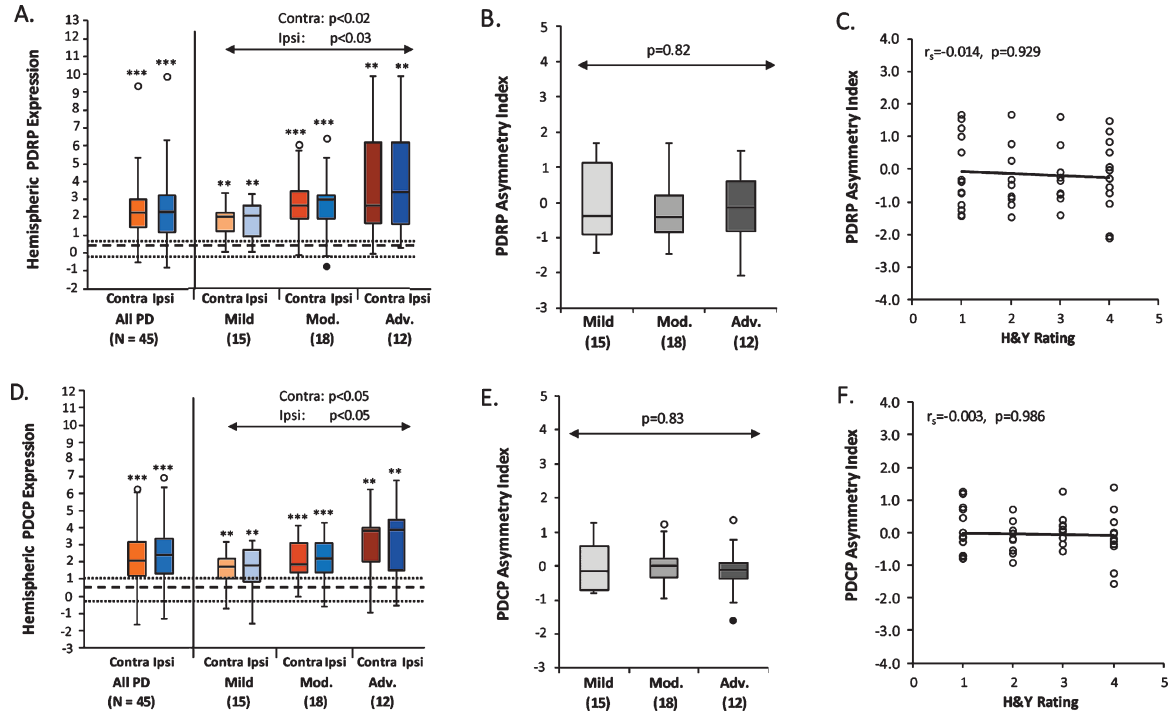 A.
Contra: p<0.02
Ipsi: p<0.03
Hemispheric PDRP Expression
13
12
11
10
9
8
7
6
5
4
3
2
1
0
-1
-2
*** *** ** ** *** *** ** **
Contra Ipsi Contra Ipsi Contra Ipsi Contra Ipsi
All PD Mild Mod. Adv.
(N = 45) (15) (18) (12)
B.
p=0.82
PDRP Asymmetry Index
5
4
3
2
1
0
-1
-2
-3
Mild Mod. Adv.
(15) (18) (12)
C.
rs=-0.014, p=0.929
PDRP Asymmetry Index
4.0
3.0
2.0
1.0
0.0
-1.0
-2.0
-3.0
-4.0
0 1 2 3 4 5
H&Y Rating
D.
Contra: p<0.05
Ipsi: p<0.05
Hemispheric PDCP Expression
12
11
10
9
8
7
6
5
4
3
2
1
0
-1
-2
-3
*** *** ** ** *** *** ** **
Contra Ipsi Contra Ipsi Contra Ipsi Contra Ipsi
All PD Mild Mod. Adv.
(N = 45) (15) (18) (12)
E.
p=0.83
PDCP Asymmetry Index
5
4
3
2
1
0
-1
-2
-3
Mild Mod. Adv.
(15) (18) (12)
F.
rs=-0.003, p=0.986
PDCP Asymmetry Index
4.0
3.0
2.0
1.0
0.0
-1.0
-2.0
-3.0
-4.0
0 1 2 3 4 5
H&Y Rating